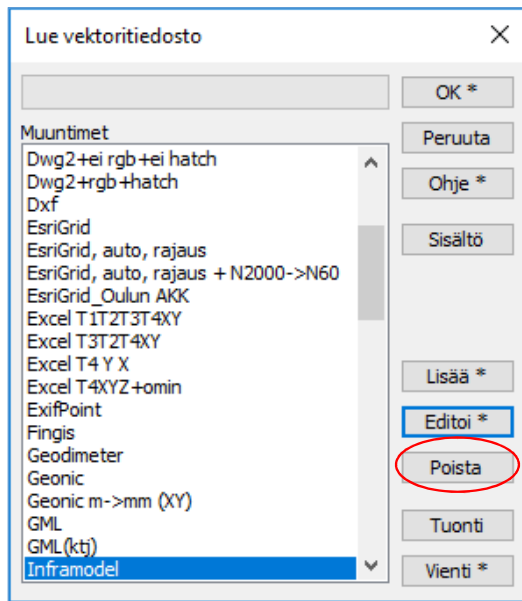 Lue vektoritiedosto
OK *
Muuntimet
Peruuta
Dwg2+ei rgb+ei hatch
Dwg2+rgb+hatch
Ohje *
Dxf
EsriGrid
Sisältö
EsriGrid, auto, rajaus
EsriGrid, auto, rajaus + N2000->N60
EsriGrid_Oulun AKK
Excel T1T2T3T4XY
Excel T3T2T4XY
Excel T4 Y X
Lisää *
Excel T4XYZ+omin
ExifPoint
Editoi *
Fingis
Geodimeter
Poista
Geonic
Geonic m->mm (XY)
GML
Tuonti
GML(ktj)
Inframodel
Vienti *